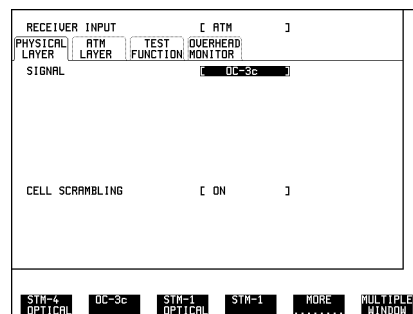 RECEIVER INPUT [ ATM ]
PHYSICAL ATM TEST OVERHEAD
LAYER LAYER FUNCTION MONITOR
SIGNAL [ OC-3c ]
CELL SCRAMBLING [ ON ]
STM-4 OC-3c STM-1 STM-1 MORE MULTIPLE
OPTICAL OPTICAL ........ WINDOW